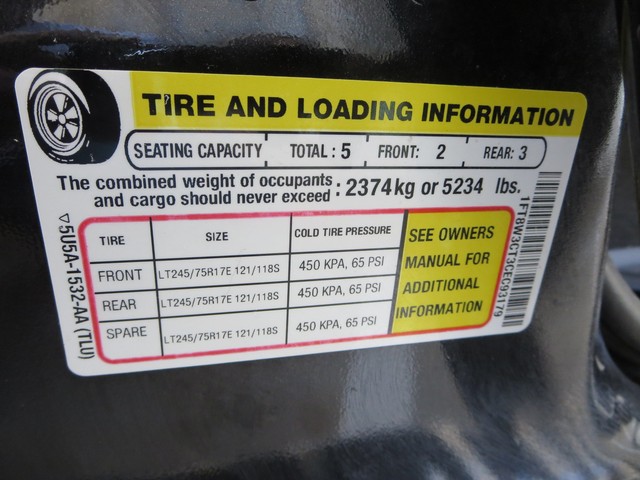 TIRE AND LOADING INFORMATION
SEATING CAPACITY TOTAL : 5 FRONT: 2 REAR: 3
The combined weight of occupants
and cargo should never exceed : 2374kg or 5234 lbs.
TIRE SIZE COLD TIRE PRESSURE
FRONT LT245/75R17E 121/118S 450 KPA, 65 PSI
REAR LT245/75R17E 121/118S 450 KPA, 65 PSI
SPARE LT245/75R17E 121/118S 450 KPA, 65 PSI
SEE OWNERS
MANUAL FOR
ADDITIONAL
INFORMATION
5U5A-1532-AA (TLU)
1FT8W3CT3CEC93179